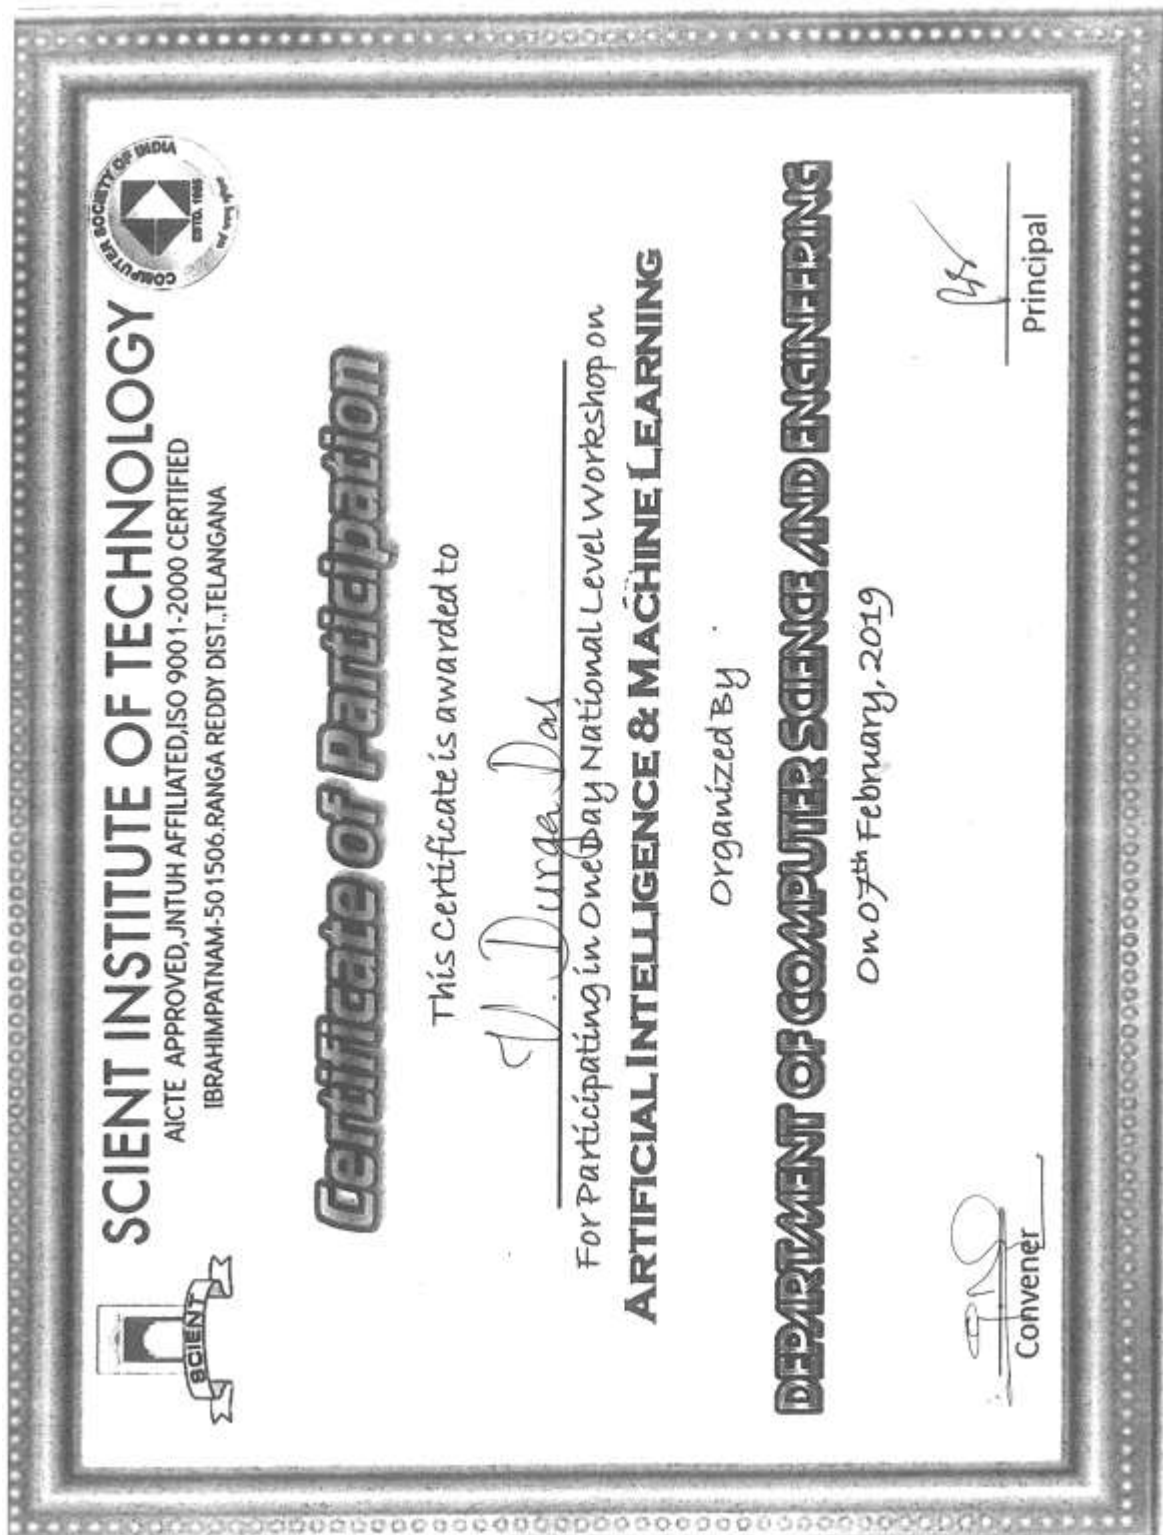 SCIENT INSTITUTE OF TECHNOLOGY
AICTE APPROVED,JNTUH AFFILIATED,ISO 9001-2000 CERTIFIED
IBRAHIMPATNAM-501506.RANGA REDDY DIST.,TELANGANA
SCIENT
COMPUTER SOCIETY OF INDIA
ESTD. 1965
Certificate of Participation
This Certificate is awarded to
V. Durga Das
For Participating in One Day National Level Workshop on
ARTIFICIAL INTELLIGENCE & MACHINE LEARNING
Organized By
DEPARTMENT OF COMPUTER SCIENCE AND ENGINEERING
On 07th February, 2019
Convener
Principal